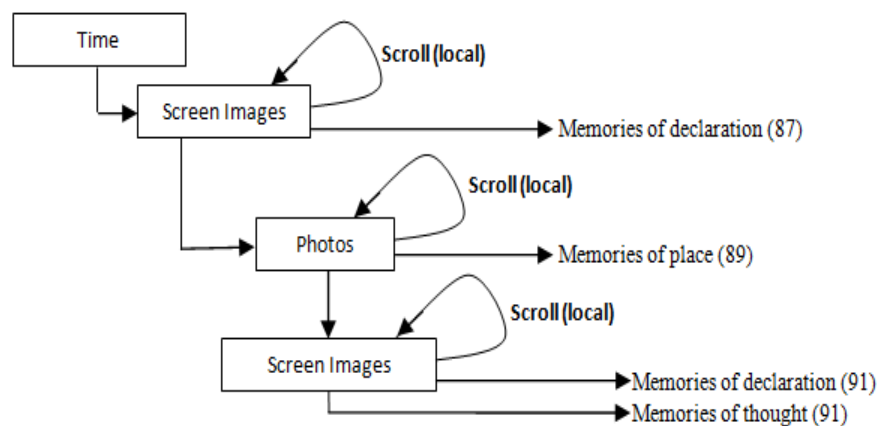 Time
Scroll (local)
Screen Images
Memories of declaration (87)
Scroll (local)
Photos
Memories of place (89)
Scroll (local)
Screen Images
Memories of declaration (91)
Memories of thought (91)